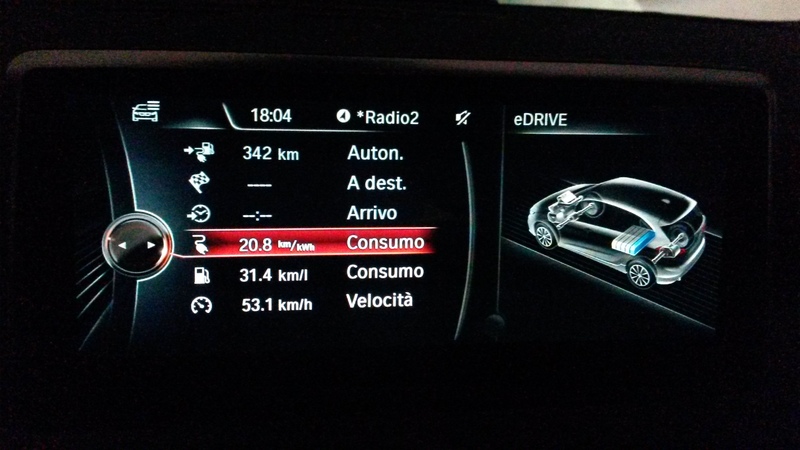 18:04 *Radio2 eDRIVE
342 km Auton.
---- A dest.
--:-- Arrivo
20.8 km/kWh Consumo
31.4 km/l Consumo
53.1 km/h Velocità